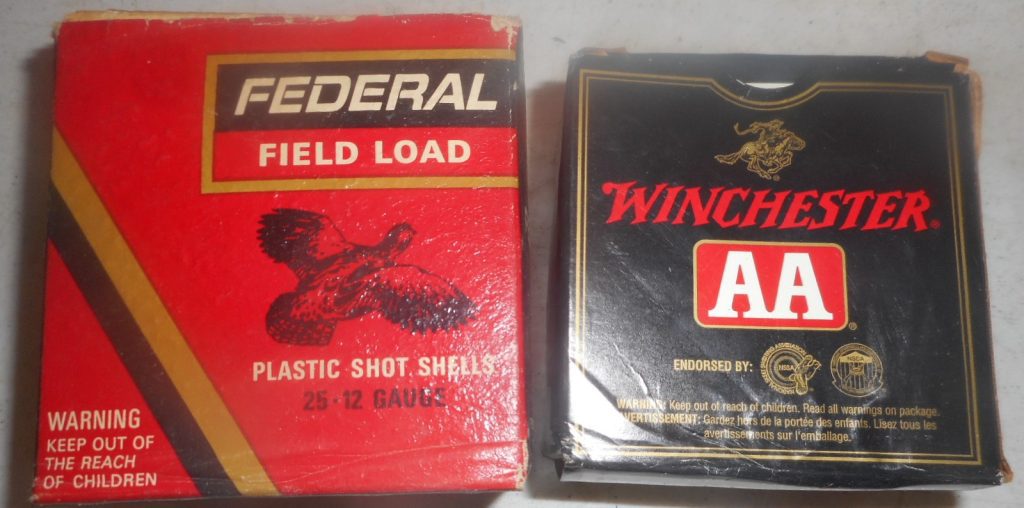 FEDERAL
FIELD LOAD
PLASTIC SHOT SHELLS
25-12 GAUGE
WARNING
KEEP OUT OF
THE REACH
OF CHILDREN
WINCHESTER®
AA®
ENDORSED BY:
NSSA
NSCA
WARNING: Keep out of reach of children. Read all warnings on package.
AVERTISSEMENT: Gardez hors de la portée des enfants. Lisez tous les
avertissements sur l'emballage.